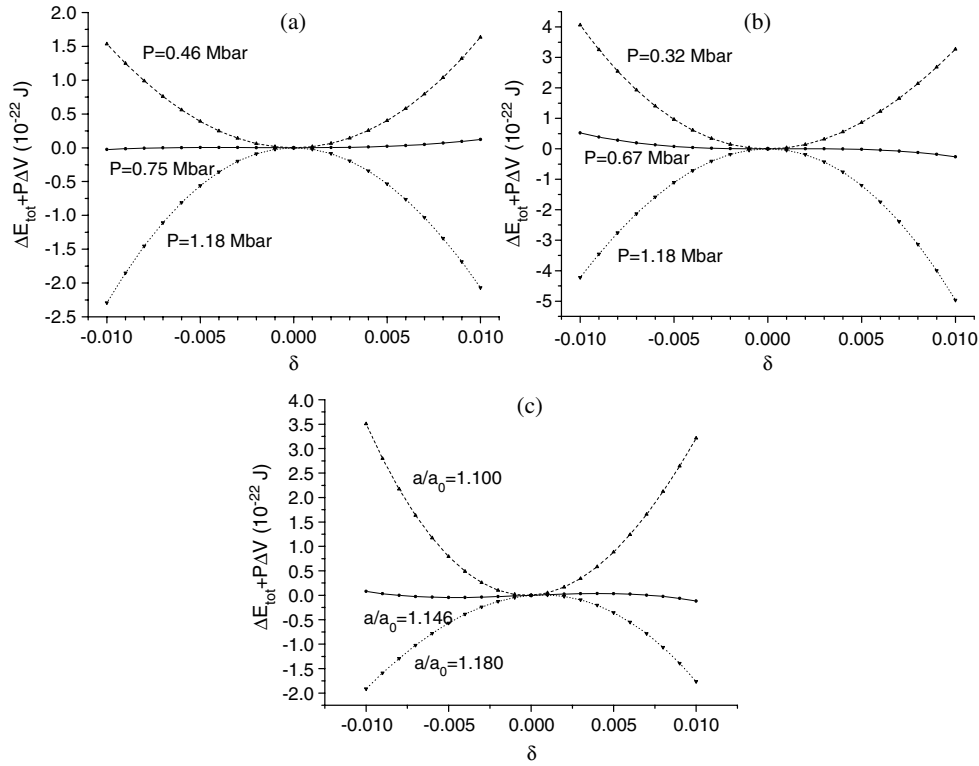 (a)
ΔE_tot+PΔV (10^-22 J)
2.0
1.5
1.0
0.5
0.0
-0.5
-1.0
-1.5
-2.0
-2.5
P=0.46 Mbar
P=0.75 Mbar
P=1.18 Mbar
-0.010 -0.005 0.000 0.005 0.010
δ
(b)
ΔE_tot+PΔV (10^-22 J)
4
3
2
1
0
-1
-2
-3
-4
-5
P=0.32 Mbar
P=0.67 Mbar
P=1.18 Mbar
-0.010 -0.005 0.000 0.005 0.010
δ
(c)
ΔE_tot+PΔV (10^-22 J)
4.0
3.5
3.0
2.5
2.0
1.5
1.0
0.5
0.0
-0.5
-1.0
-1.5
-2.0
a/a_0=1.100
a/a_0=1.146
a/a_0=1.180
-0.010 -0.005 0.000 0.005 0.010
δ